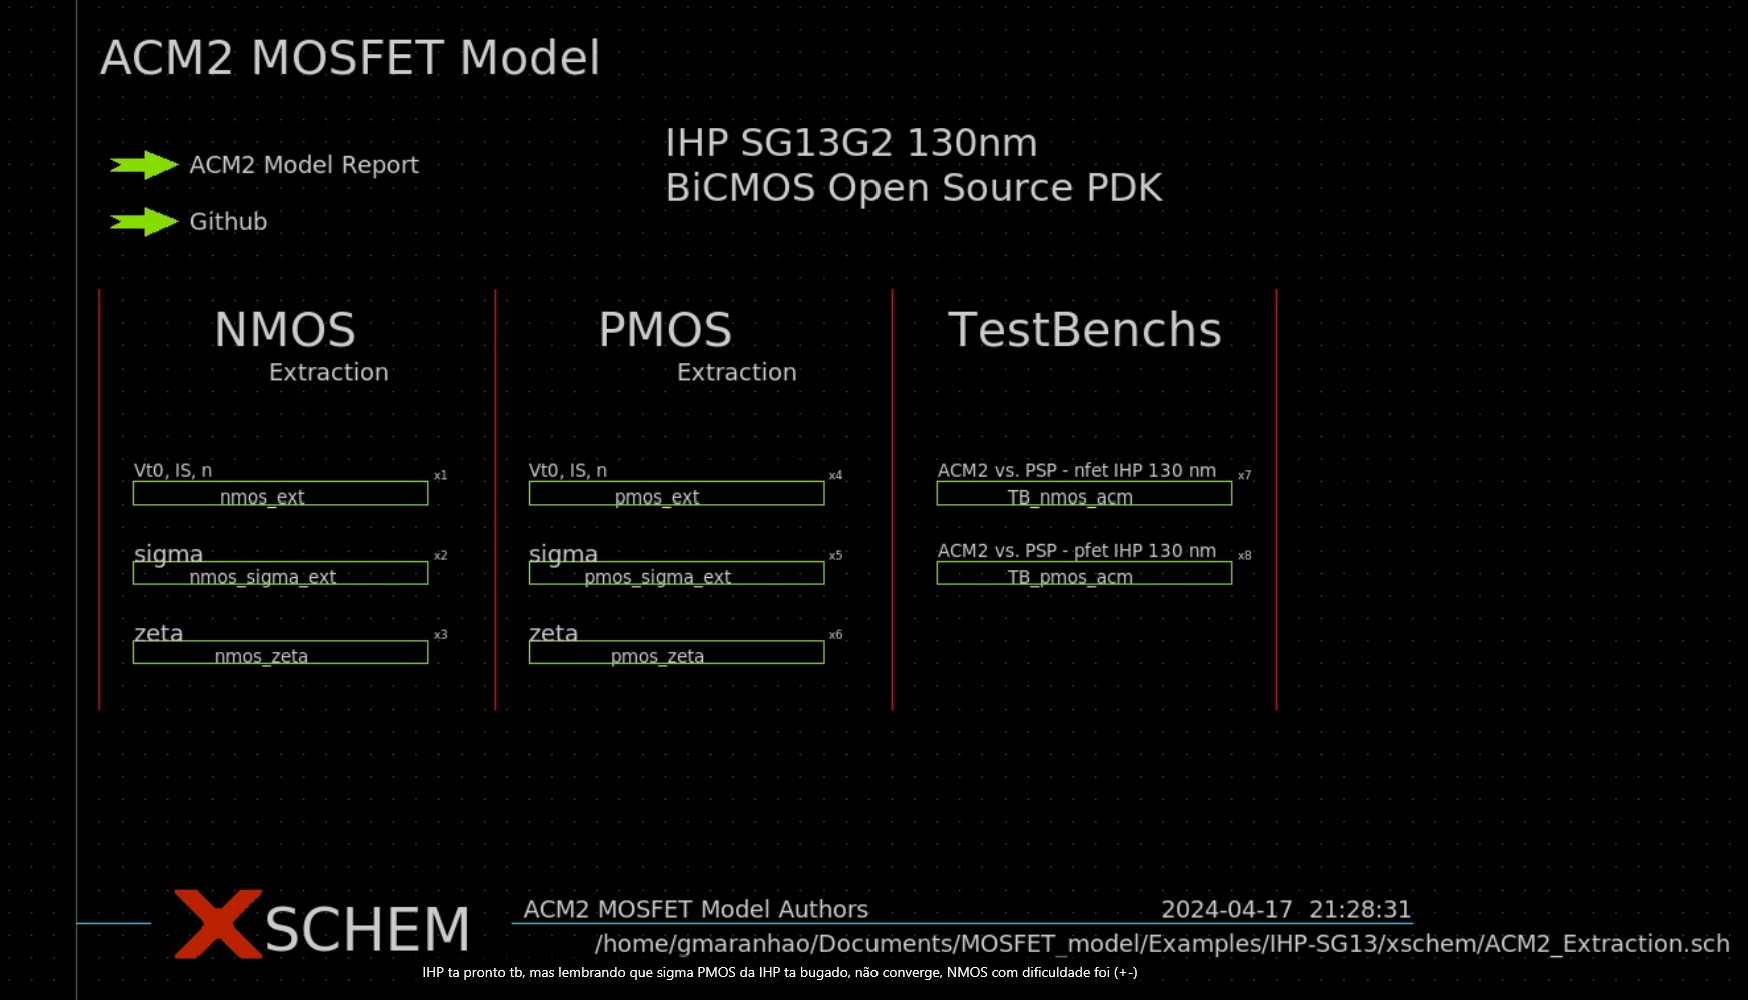 ACM2 MOSFET Model
IHP SG13G2 130nm
BiCMOS Open Source PDK
ACM2 Model Report
Github
NMOS
Extraction
Vt0, IS, n
x1
nmos_ext
sigma
x2
nmos_sigma_ext
zeta
x3
nmos_zeta
PMOS
Extraction
Vt0, IS, n
x4
pmos_ext
sigma
x5
pmos_sigma_ext
zeta
x6
pmos_zeta
TestBenchs
ACM2 vs. PSP - nfet IHP 130 nm
x7
TB_nmos_acm
ACM2 vs. PSP - pfet IHP 130 nm
x8
TB_pmos_acm
XSCHEM
ACM2 MOSFET Model Authors
2024-04-17 21:28:31
/home/gmaranhao/Documents/MOSFET_model/Examples/IHP-SG13/xschem/ACM2_Extraction.sch
IHP ta pronto tb, mas lembrando que sigma PMOS da IHP ta bugado, não converge, NMOS com dificuldade foi (+-)